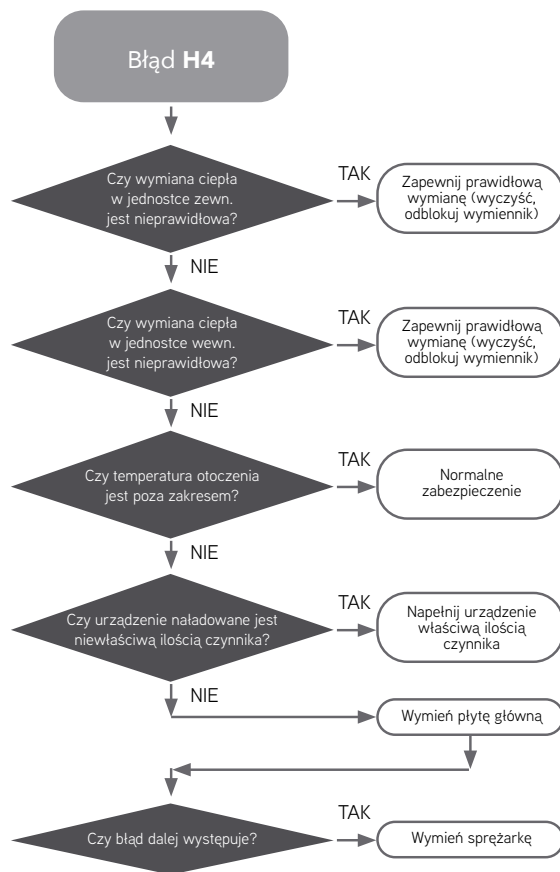 Błąd H4
Czy wymiana ciepła
w jednostce zewn.
jest nieprawidłowa?
TAK
Zapewnij prawidłową
wymianę (wyczyść,
odblokuj wymiennik)
NIE
Czy wymiana ciepła
w jednostce wewn.
jest nieprawidłowa?
TAK
Zapewnij prawidłową
wymianę (wyczyść,
odblokuj wymiennik)
NIE
Czy temperatura otoczenia
jest poza zakresem?
TAK
Normalne
zabezpieczenie
NIE
Czy urządzenie naładowane jest
niewłaściwą ilością czynnika?
TAK
Napełnij urządzenie
właściwą ilością
czynnika
NIE
Wymień płytę główną
Czy błąd dalej występuje?
TAK
Wymień sprężarkę